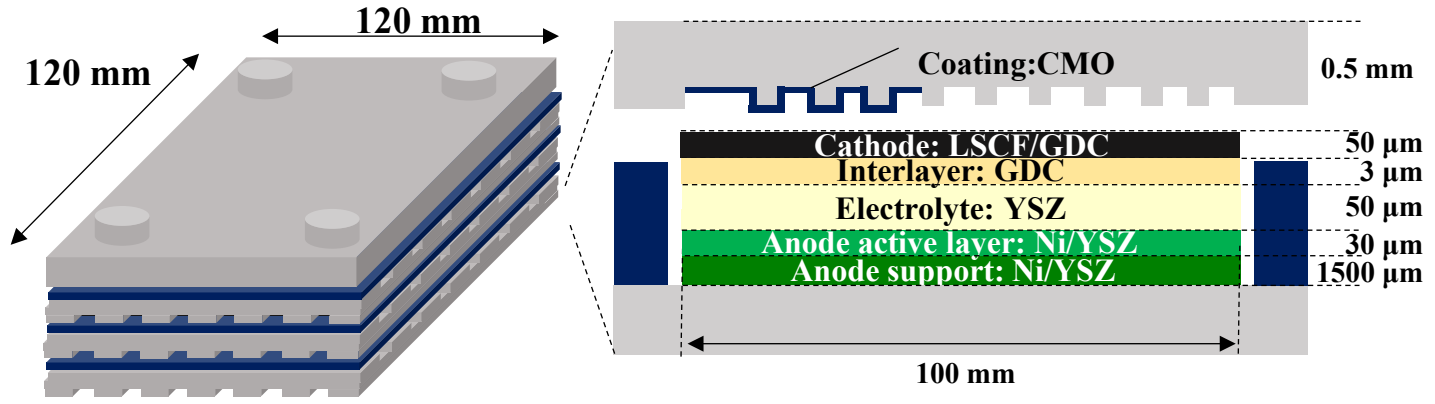 120 mm
120 mm
Coating:CMO
0.5 mm
Cathode: LSCF/GDC
50 μm
Interlayer: GDC
3 μm
Electrolyte: YSZ
50 μm
Anode active layer: Ni/YSZ
30 μm
Anode support: Ni/YSZ
1500 μm
100 mm